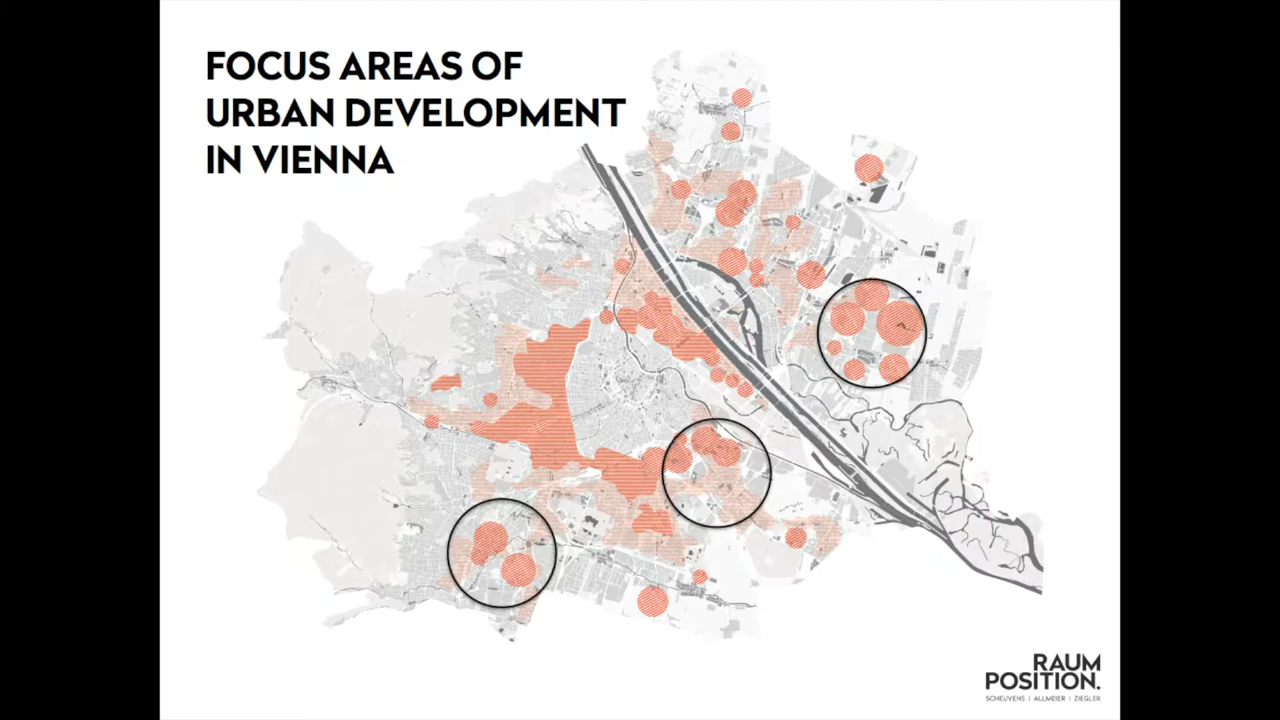 FOCUS AREAS OF
URBAN DEVELOPMENT
IN VIENNA
RAUM
POSITION.
SCHEUVENS | ALLMEIER | ZIEGLER